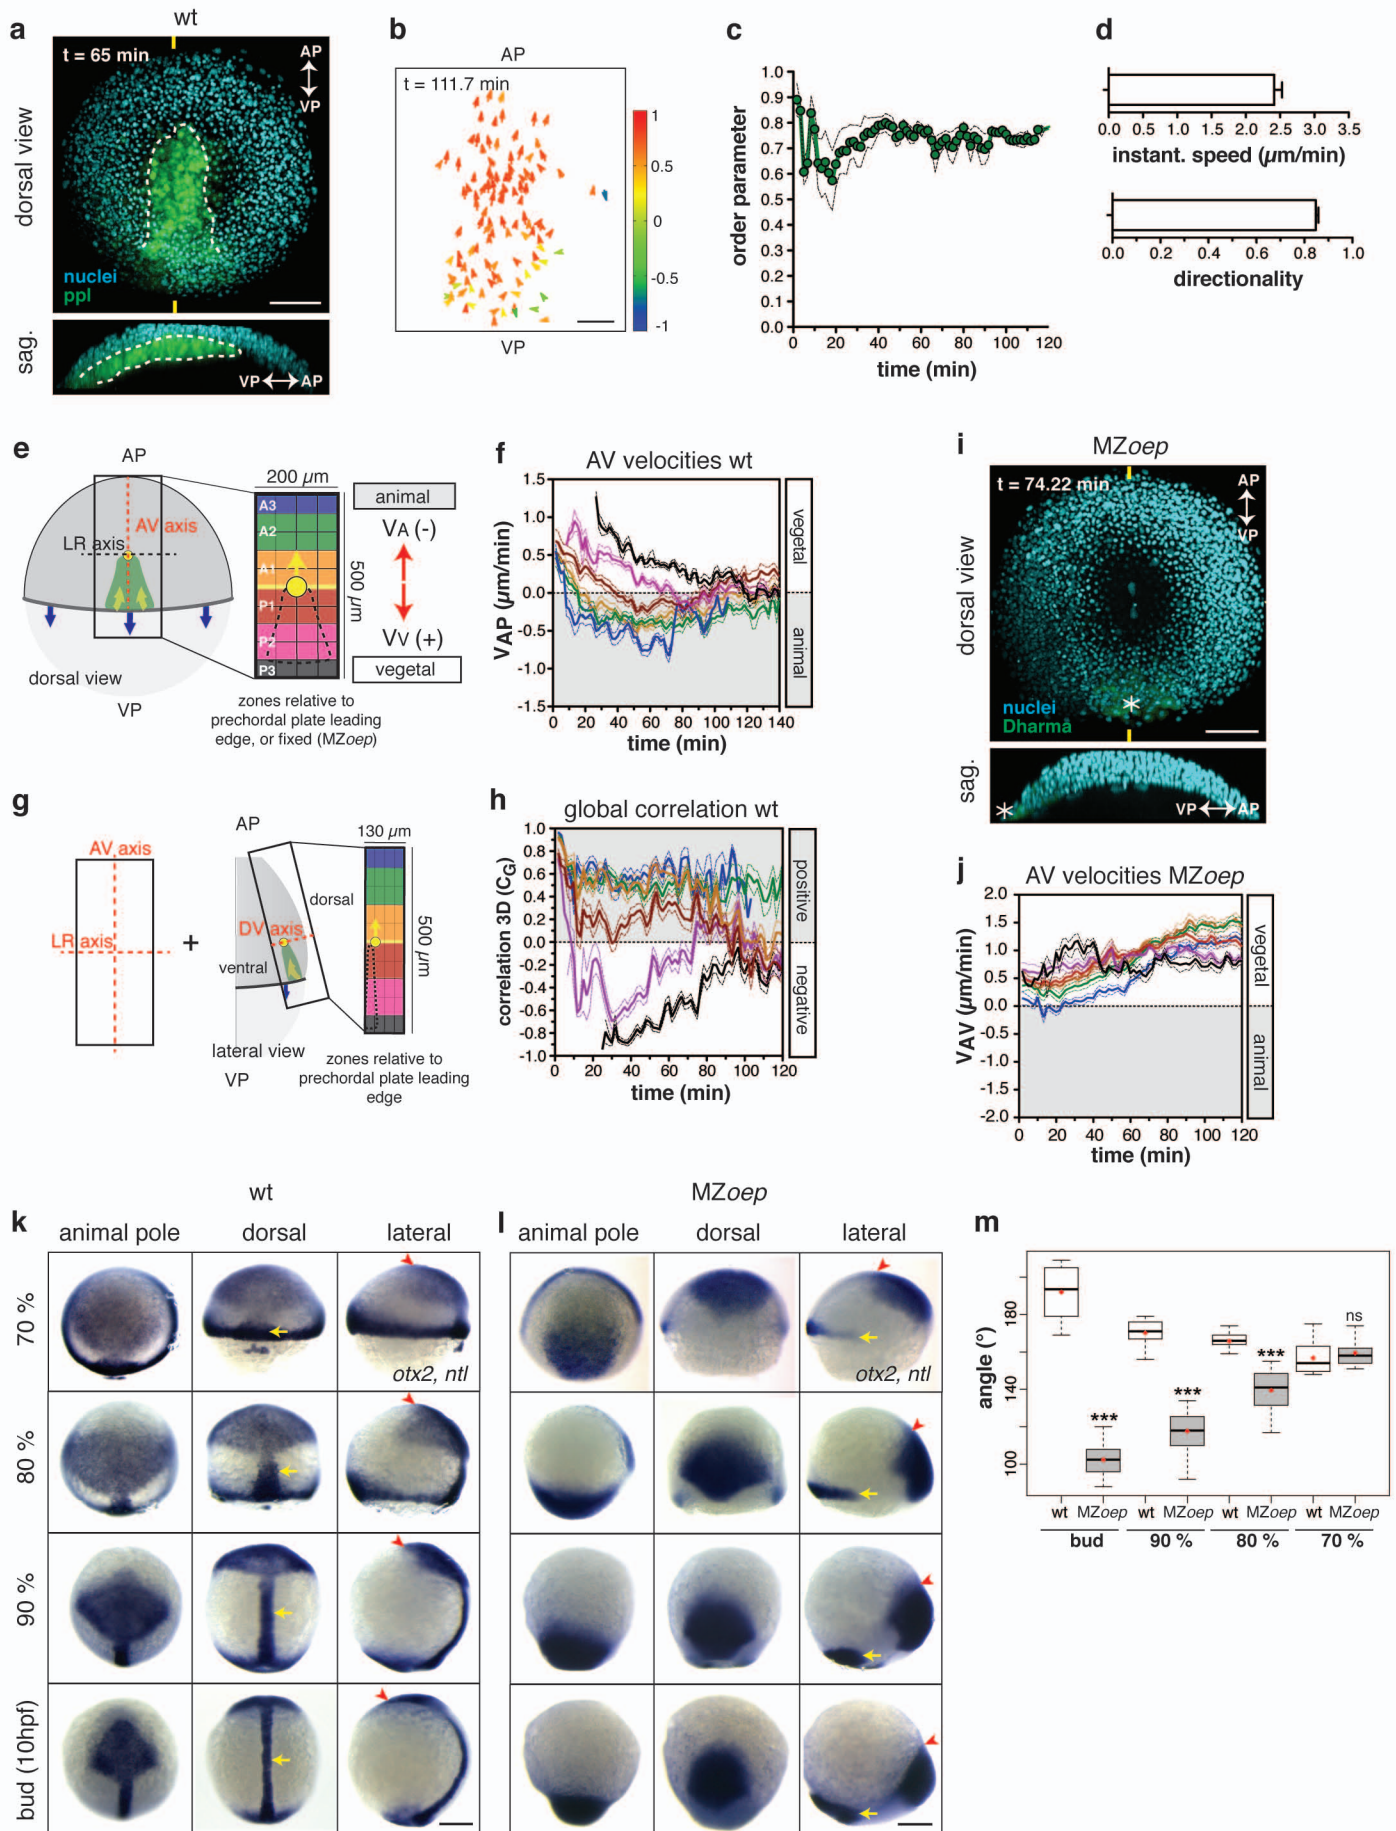 a
wt
dorsal view
t = 65 min
AP
VP
nuclei
ppl
sag.
VP
AP
b
AP
t = 111.7 min
1
0.5
0
-0.5
-1
VP
c
order parameter
1.0
0.9
0.8
0.7
0.6
0.5
0.4
0.3
0.2
0.1
0.0
0 20 40 60 80 100 120
time (min)
d
0.0 0.5 1.0 1.5 2.0 2.5 3.0 3.5
instant. speed (µm/min)
0.0 0.2 0.4 0.6 0.8 1.0
directionality
e
AP
AV axis
LR axis
dorsal view
VP
200 µm
A3
A2
A1
P1
P2
P3
500 µm
animal
VA (-)
VV (+)
vegetal
zones relative to
prechordal plate leading
edge, or fixed (MZoep)
f
AV velocities wt
VAP (µm/min)
1.5
1.0
0.5
0.0
-0.5
-1.0
-1.5
0 20 40 60 80 100 120 140
time (min)
vegetal
animal
g
AV axis
LR axis
+
AP
DV axis
dorsal
ventral
lateral view
VP
130 µm
500 µm
zones relative to
prechordal plate leading
edge
h
global correlation wt
correlation 3D (CG)
1.0
0.8
0.6
0.4
0.2
0.0
-0.2
-0.4
-0.6
-0.8
-1.0
0 20 40 60 80 100 120
time (min)
positive
negative
i
MZoep
dorsal view
t = 74.22 min
AP
VP
nuclei
Dharma
*
sag.
*
VP
AP
j
AV velocities MZoep
VAV (µm/min)
2.0
1.5
1.0
0.5
0.0
-0.5
-1.0
-1.5
-2.0
0 20 40 60 80 100 120
time (min)
vegetal
animal
k
wt
animal pole dorsal lateral
70 %
otx2, ntl
80 %
90 %
bud (10hpf)
l
MZoep
animal pole dorsal lateral
otx2, ntl
m
angle (°)
180
140
100
***
***
***
ns
wt MZoep wt MZoep wt MZoep wt MZoep
bud 90 % 80 % 70 %